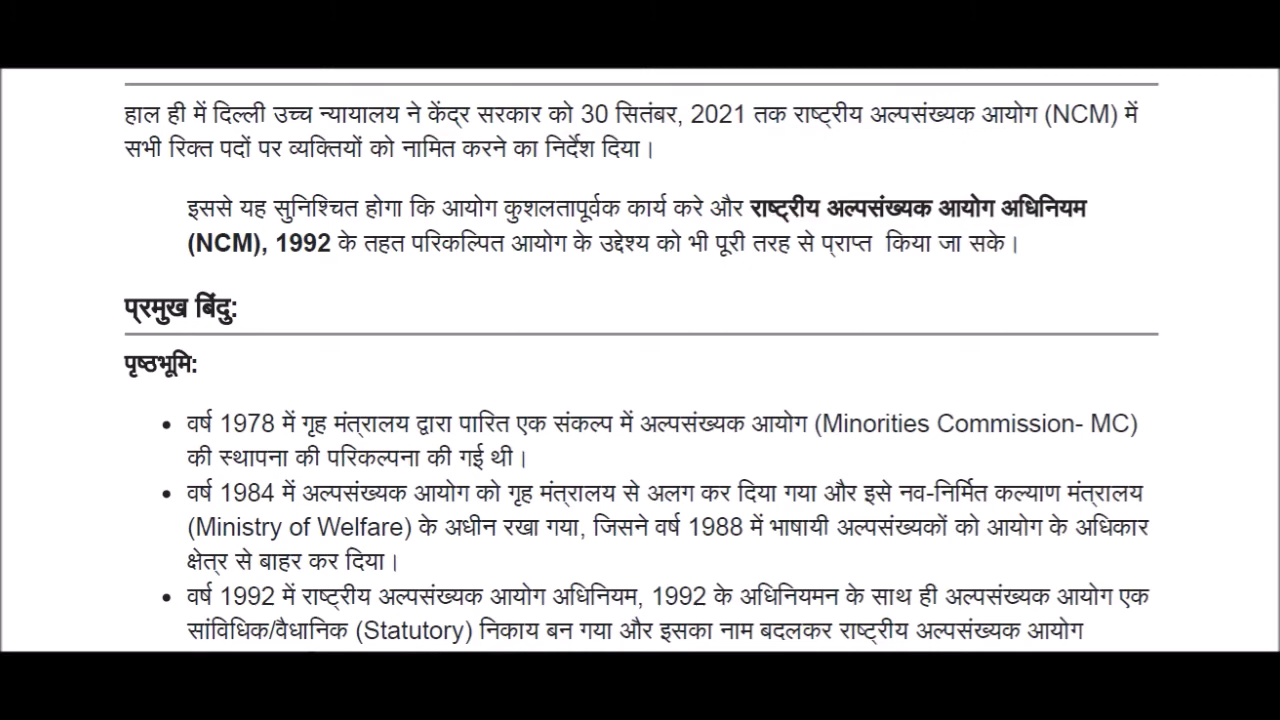 हाल ही में दिल्ली उच्च न्यायालय ने केंद्र सरकार को 30 सितंबर, 2021 तक राष्ट्रीय अल्पसंख्यक आयोग (NCM) में
सभी रिक्त पदों पर व्यक्तियों को नामित करने का निर्देश दिया।
इससे यह सुनिश्चित होगा कि आयोग कुशलतापूर्वक कार्य करे और राष्ट्रीय अल्पसंख्यक आयोग अधिनियम
(NCM), 1992 के तहत परिकल्पित आयोग के उद्देश्य को भी पूरी तरह से प्राप्त किया जा सके।
प्रमुख बिंदु:
पृष्ठभूमि:
• वर्ष 1978 में गृह मंत्रालय द्वारा पारित एक संकल्प में अल्पसंख्यक आयोग (Minorities Commission- MC)
की स्थापना की परिकल्पना की गई थी।
• वर्ष 1984 में अल्पसंख्यक आयोग को गृह मंत्रालय से अलग कर दिया गया और इसे नव-निर्मित कल्याण मंत्रालय
(Ministry of Welfare) के अधीन रखा गया, जिसने वर्ष 1988 में भाषायी अल्पसंख्यकों को आयोग के अधिकार
क्षेत्र से बाहर कर दिया।
• वर्ष 1992 में राष्ट्रीय अल्पसंख्यक आयोग अधिनियम, 1992 के अधिनियमन के साथ ही अल्पसंख्यक आयोग एक
सांविधिक/वैधानिक (Statutory) निकाय बन गया और इसका नाम बदलकर राष्ट्रीय अल्पसंख्यक आयोग